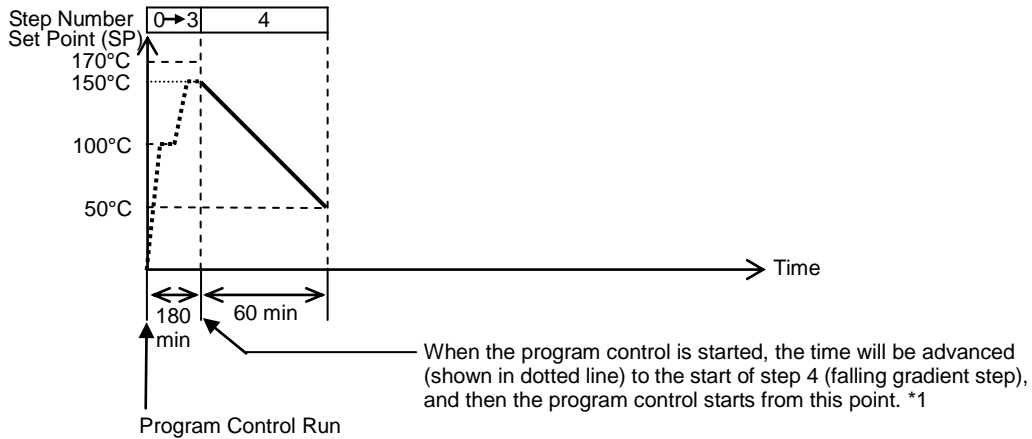 Step Number 0→3 4
Set Point (SP)
170°C
150°C
100°C
50°C
Time
180
min
60 min
When the program control is started, the time will be advanced
(shown in dotted line) to the start of step 4 (falling gradient step),
and then the program control starts from this point. *1
Program Control Run